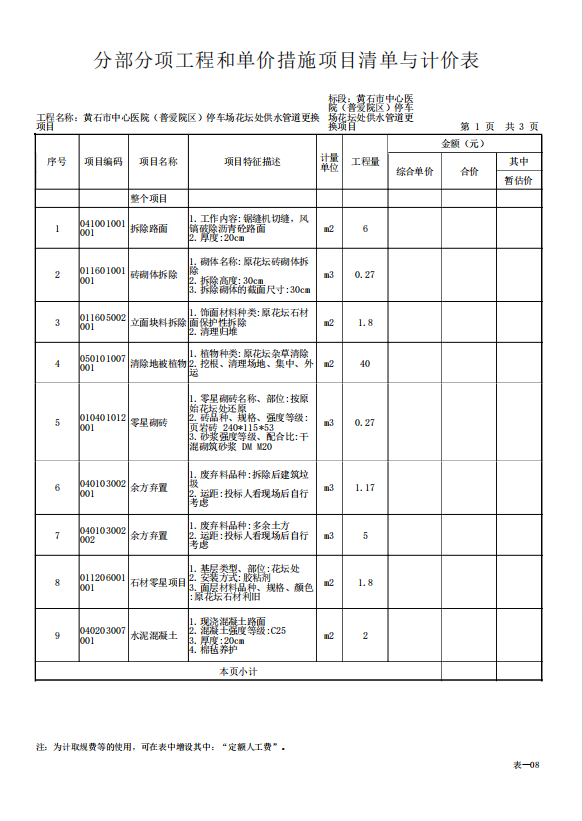 分部分项工程和单价措施项目清单与计价表
工程名称：黄石市中心医院（普爱院区）停车场花坛处供水管道更换
项目
标段：黄石市中心医
院（普爱院区）停车
场花坛处供水管道更
换项目
第 1 页 共 3 页
序号
项目编码
项目名称
项目特征描述
计量
单位
工程量
金额（元）
综合单价
合价
其中
暂估价
整个项目
1
041001001
001
拆除路面
1.工作内容:锯缝机切缝，风
镐破除沥青砼路面
2.厚度:20cm
m2
6
2
011601001
001
砖砌体拆除
1.砌体名称:原花坛砖砌体拆
除
2.拆除高度:30cm
3.拆除砌体的截面尺寸:30cm
m3
0.27
3
011605002
001
立面块料拆除
1.饰面材料种类:原花坛石材
面保护性拆除
2.清理归堆
m2
1.8
4
050101007
001
清除地被植物
1.植物种类:原花坛杂草清除
2.挖根、清理场地、集中、外
运
m2
40
5
010401012
001
零星砌砖
1.零星砌砖名称、部位:按原
始花坛处还原
2.砖品种、规格、强度等级:
页岩砖 240*115*53
3.砂浆强度等级、配合比:干
混砌筑砂浆 DM M20
m3
0.27
6
040103002
001
余方弃置
1.废弃料品种:拆除后建筑垃
圾
2.运距:投标人看现场后自行
考虑
m3
1.17
7
040103002
002
余方弃置
1.废弃料品种:多余土方
2.运距:投标人看现场后自行
考虑
m3
5
8
011206001
001
石材零星项目
1.基层类型、部位:花坛处
2.安装方式:胶粘剂
3.面层材料品种、规格、颜色
:原花坛石材利旧
m2
1.8
9
040203007
001
水泥混凝土
1.现浇混凝土路面
2.混凝土强度等级:C25
3.厚度:20cm
4.棉毡养护
m2
2
本页小计
注：为计取规费等的使用，可在表中增设其中：“定额人工费”。
表—08